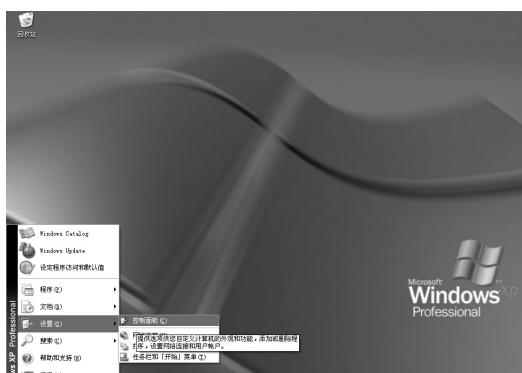 回收站
Windows Catalog
Windows Update
设定程序访问和默认值
程序(P)
文档(D)
设置(S)
控制面板(C)
提供选项供您自定义计算机的外观和功能，添加或删除程
序，设置网络连接和用户帐户。
搜索(C)
任务栏和「开始」菜单(T)
帮助和支持(H)
Microsoft
Windows xp
Professional
ws XP Professional